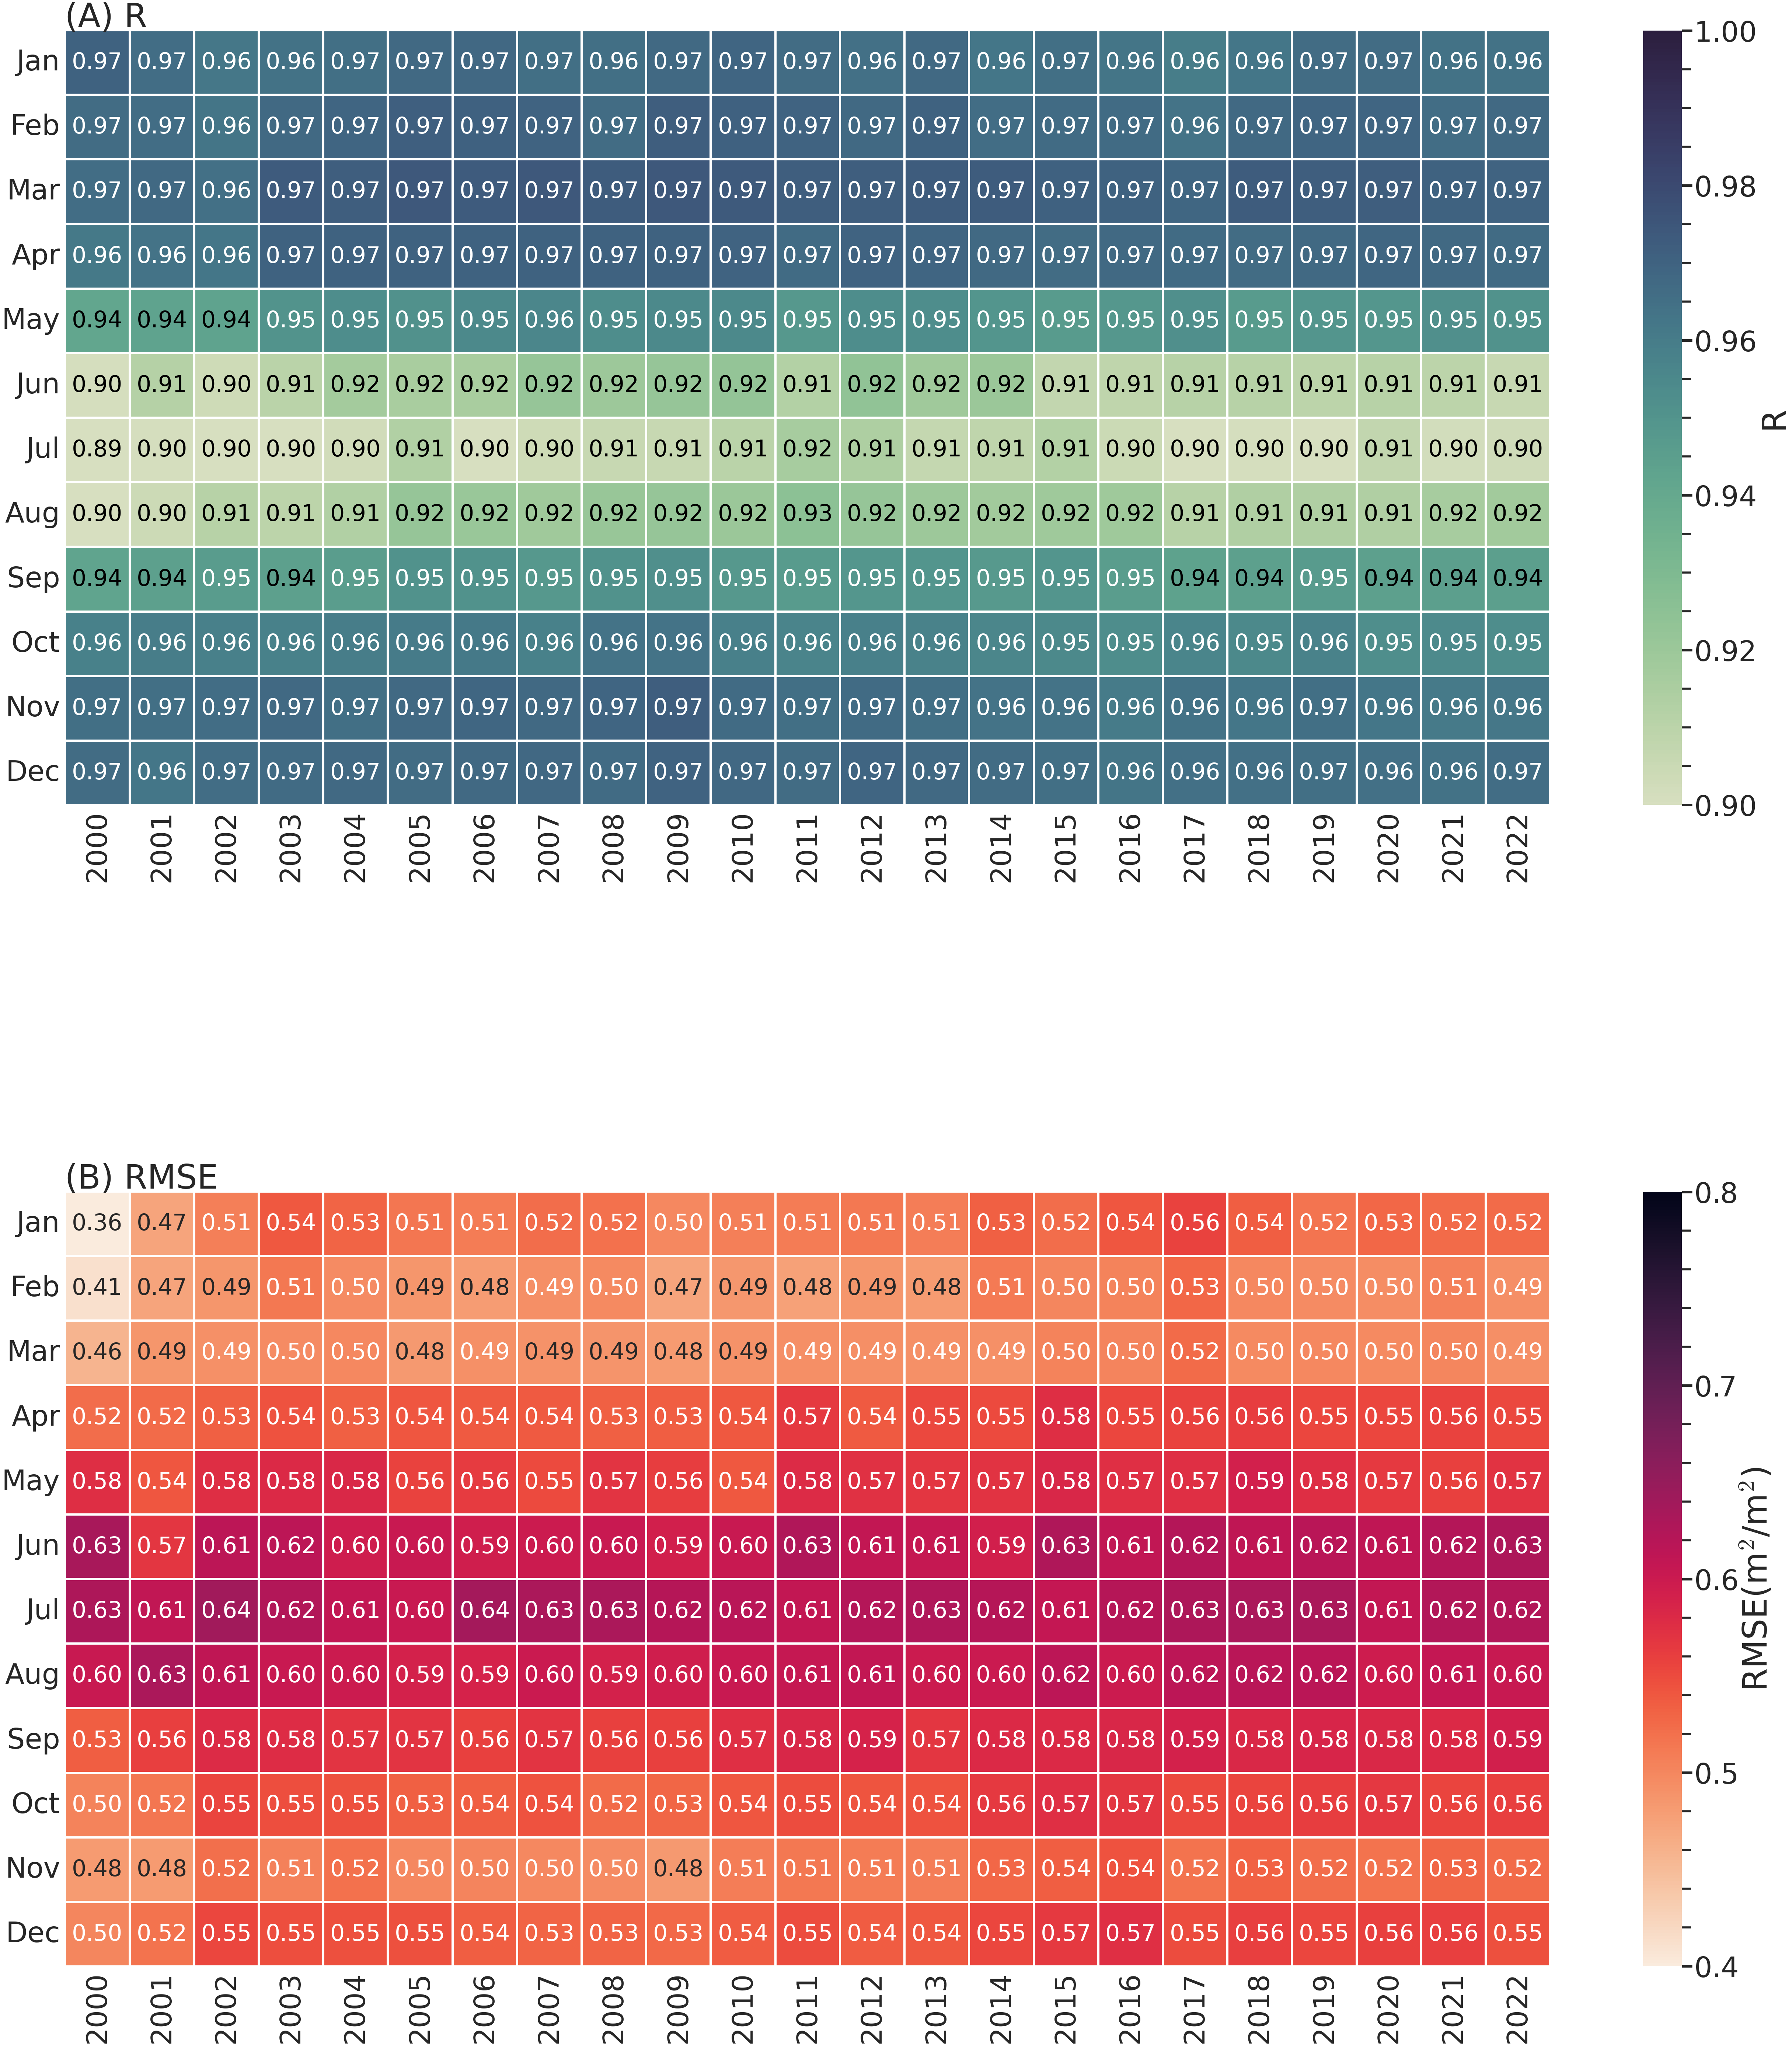 (A) R
Jan 0.97 0.97 0.96 0.96 0.97 0.97 0.97 0.97 0.96 0.97 0.97 0.97 0.96 0.97 0.96 0.97 0.96 0.96 0.96 0.97 0.97 0.96 0.96
Feb 0.97 0.97 0.96 0.97 0.97 0.97 0.97 0.97 0.97 0.97 0.97 0.97 0.97 0.97 0.97 0.97 0.97 0.96 0.97 0.97 0.97 0.97 0.97
Mar 0.97 0.97 0.96 0.97 0.97 0.97 0.97 0.97 0.97 0.97 0.97 0.97 0.97 0.97 0.97 0.97 0.97 0.97 0.97 0.97 0.97 0.97 0.97
Apr 0.96 0.96 0.96 0.97 0.97 0.97 0.97 0.97 0.97 0.97 0.97 0.97 0.97 0.97 0.97 0.97 0.97 0.97 0.97 0.97 0.97 0.97 0.97
May 0.94 0.94 0.94 0.95 0.95 0.95 0.95 0.96 0.95 0.95 0.95 0.95 0.95 0.95 0.95 0.95 0.95 0.95 0.95 0.95 0.95 0.95 0.95
Jun 0.90 0.91 0.90 0.91 0.92 0.92 0.92 0.92 0.92 0.92 0.92 0.91 0.92 0.92 0.92 0.91 0.91 0.91 0.91 0.91 0.91 0.91 0.91
Jul 0.89 0.90 0.90 0.90 0.90 0.91 0.90 0.90 0.91 0.91 0.91 0.92 0.91 0.91 0.91 0.91 0.90 0.90 0.90 0.90 0.91 0.90 0.90
Aug 0.90 0.90 0.91 0.91 0.91 0.92 0.92 0.92 0.92 0.92 0.92 0.93 0.92 0.92 0.92 0.92 0.92 0.91 0.91 0.91 0.91 0.92 0.92
Sep 0.94 0.94 0.95 0.94 0.95 0.95 0.95 0.95 0.95 0.95 0.95 0.95 0.95 0.95 0.95 0.95 0.95 0.94 0.94 0.95 0.94 0.94 0.94
Oct 0.96 0.96 0.96 0.96 0.96 0.96 0.96 0.96 0.96 0.96 0.96 0.96 0.96 0.96 0.96 0.95 0.95 0.96 0.95 0.96 0.95 0.95 0.95
Nov 0.97 0.97 0.97 0.97 0.97 0.97 0.97 0.97 0.97 0.97 0.97 0.97 0.97 0.97 0.96 0.96 0.96 0.96 0.96 0.97 0.96 0.96 0.96
Dec 0.97 0.96 0.97 0.97 0.97 0.97 0.97 0.97 0.97 0.97 0.97 0.97 0.97 0.97 0.97 0.97 0.96 0.96 0.96 0.97 0.96 0.96 0.97
2000 2001 2002 2003 2004 2005 2006 2007 2008 2009 2010 2011 2012 2013 2014 2015 2016 2017 2018 2019 2020 2021 2022
1.00
0.98
0.96
0.94
0.92
0.90
R
(B) RMSE
Jan 0.36 0.47 0.51 0.54 0.53 0.51 0.51 0.52 0.52 0.50 0.51 0.51 0.51 0.51 0.53 0.52 0.54 0.56 0.54 0.52 0.53 0.52 0.52
Feb 0.41 0.47 0.49 0.51 0.50 0.49 0.48 0.49 0.50 0.47 0.49 0.48 0.49 0.48 0.51 0.50 0.50 0.53 0.50 0.50 0.50 0.51 0.49
Mar 0.46 0.49 0.49 0.50 0.50 0.48 0.49 0.49 0.49 0.48 0.49 0.49 0.49 0.49 0.49 0.50 0.50 0.52 0.50 0.50 0.50 0.50 0.49
Apr 0.52 0.52 0.53 0.54 0.53 0.54 0.54 0.54 0.53 0.53 0.54 0.57 0.54 0.55 0.55 0.58 0.55 0.56 0.56 0.55 0.55 0.56 0.55
May 0.58 0.54 0.58 0.58 0.58 0.56 0.56 0.55 0.57 0.56 0.54 0.58 0.57 0.57 0.57 0.58 0.57 0.57 0.59 0.58 0.57 0.56 0.57
Jun 0.63 0.57 0.61 0.62 0.60 0.60 0.59 0.60 0.60 0.59 0.60 0.63 0.61 0.61 0.59 0.63 0.61 0.62 0.61 0.62 0.61 0.62 0.63
Jul 0.63 0.61 0.64 0.62 0.61 0.60 0.64 0.63 0.63 0.62 0.62 0.61 0.62 0.63 0.62 0.61 0.62 0.63 0.63 0.63 0.61 0.62 0.62
Aug 0.60 0.63 0.61 0.60 0.60 0.59 0.59 0.60 0.59 0.60 0.60 0.61 0.61 0.60 0.60 0.62 0.60 0.62 0.62 0.62 0.60 0.61 0.60
Sep 0.53 0.56 0.58 0.58 0.57 0.57 0.56 0.57 0.56 0.56 0.57 0.58 0.59 0.57 0.58 0.58 0.58 0.59 0.58 0.58 0.58 0.58 0.59
Oct 0.50 0.52 0.55 0.55 0.55 0.53 0.54 0.54 0.52 0.53 0.54 0.55 0.54 0.54 0.56 0.57 0.57 0.55 0.56 0.56 0.57 0.56 0.56
Nov 0.48 0.48 0.52 0.51 0.52 0.50 0.50 0.50 0.50 0.48 0.51 0.51 0.51 0.51 0.53 0.54 0.54 0.52 0.53 0.52 0.52 0.53 0.52
Dec 0.50 0.52 0.55 0.55 0.55 0.55 0.54 0.53 0.53 0.53 0.54 0.55 0.54 0.54 0.55 0.57 0.57 0.55 0.56 0.55 0.56 0.56 0.55
2000 2001 2002 2003 2004 2005 2006 2007 2008 2009 2010 2011 2012 2013 2014 2015 2016 2017 2018 2019 2020 2021 2022
0.8
0.7
0.6
0.5
0.4
RMSE(m²/m²)